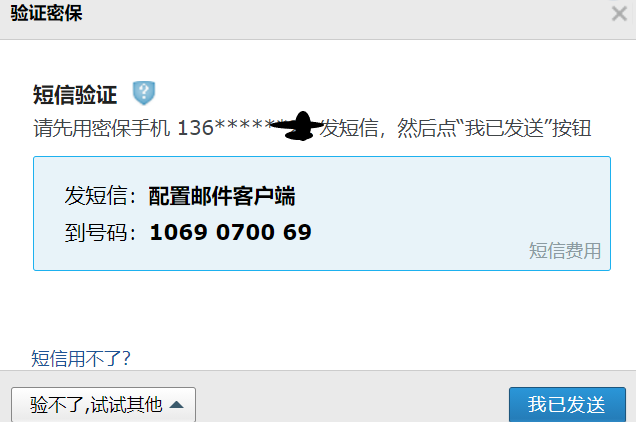 验证密保
短信验证
请先用密保手机 136****** 发短信，然后点“我已发送”按钮
发短信：配置邮件客户端
到号码：1069 0700 69
短信费用
短信用不了？
验不了,试试其他
我已发送